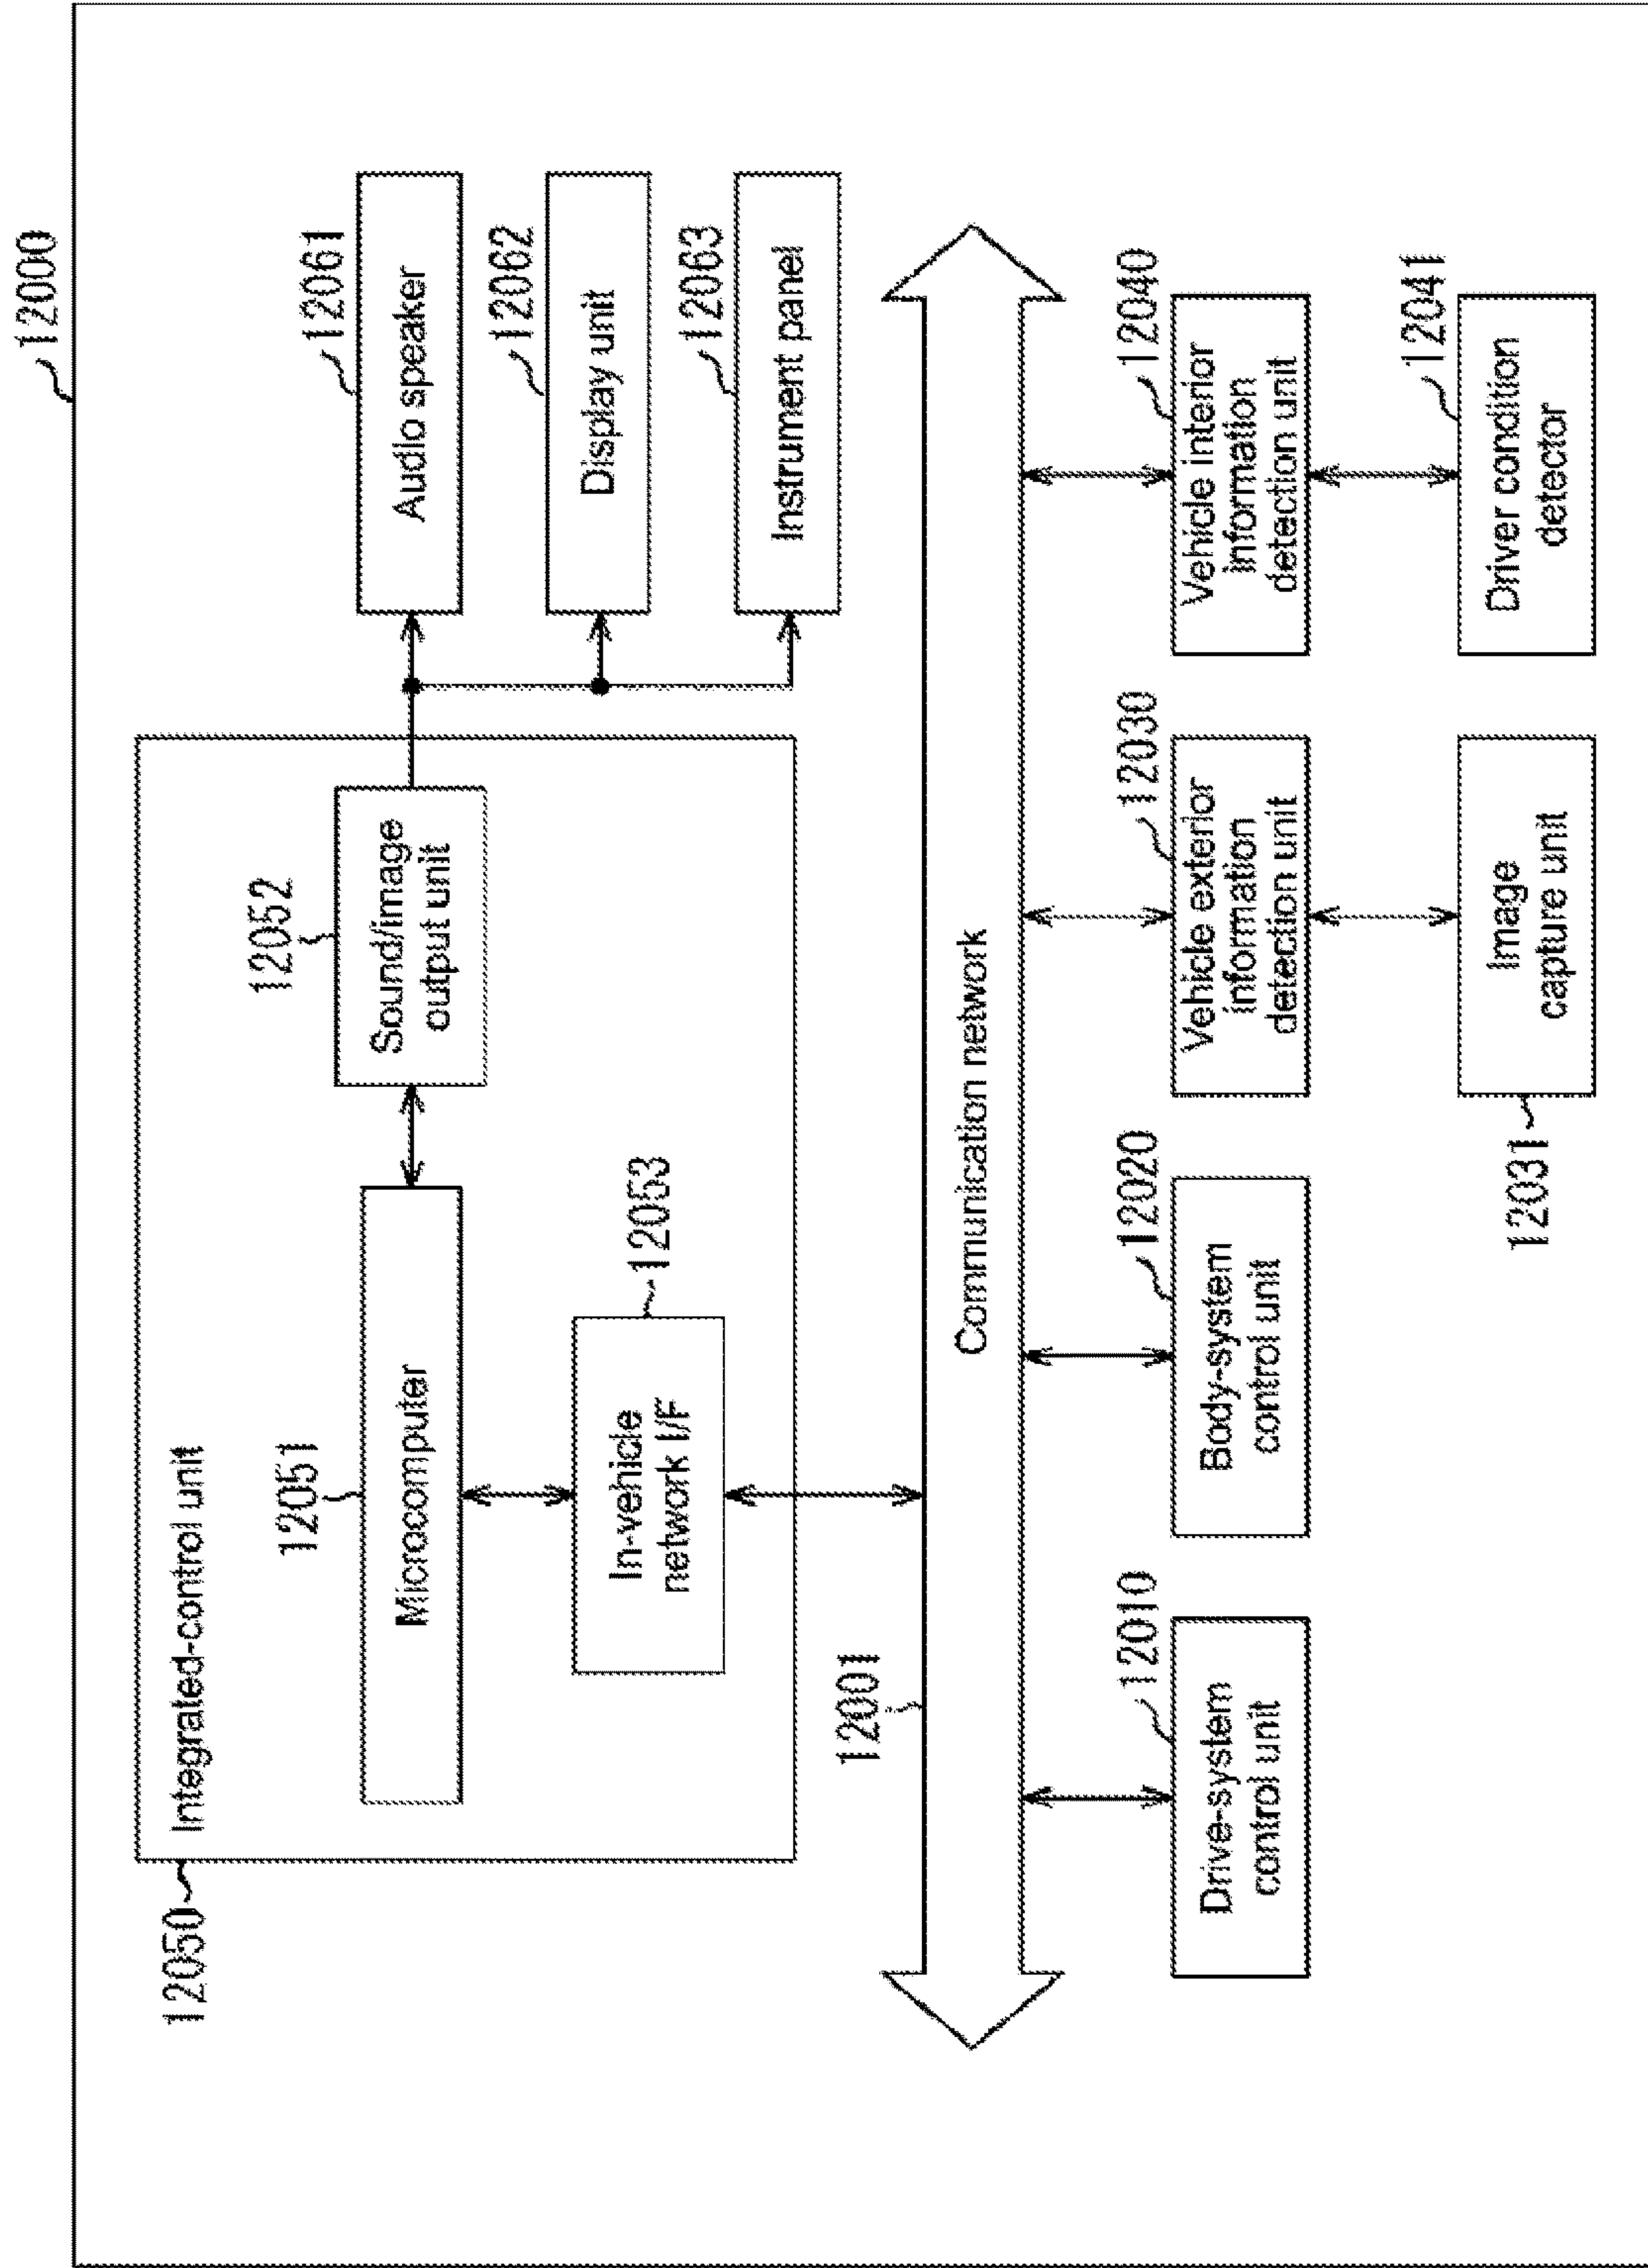 12000
12050
Integrated-control unit
12051
Microcomputer
12052
Sound/image
output unit
12053
In-vehicle
network I/F
12061
Audio speaker
12062
Display unit
12063
Instrument panel
12001
Communication network
12010
Drive-system
control unit
12020
Body-system
control unit
12030
Vehicle exterior
information
detection unit
12040
Vehicle interior
information
detection unit
12031
Image
capture unit
12041
Driver condition
detector